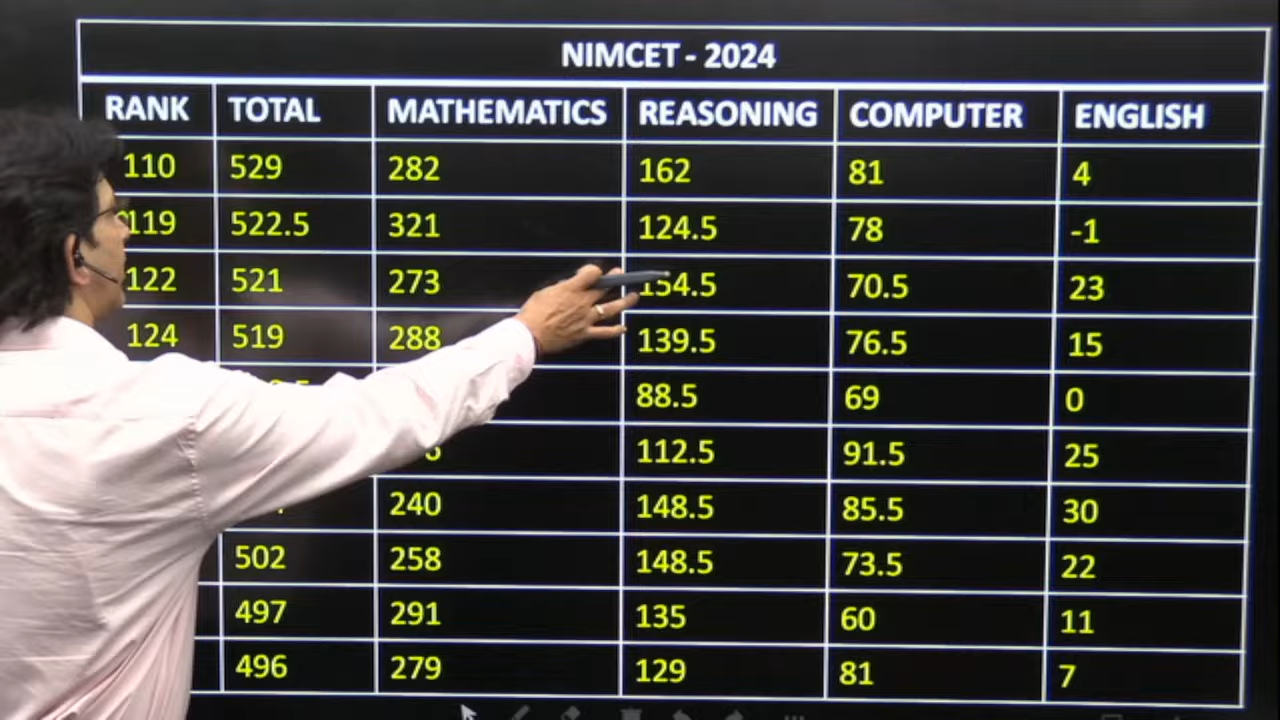 NIMCET - 2024
RANK TOTAL MATHEMATICS REASONING COMPUTER ENGLISH
110 529 282 162 81 4
119 522.5 321 124.5 78 -1
122 521 273 154.5 70.5 23
124 519 288 139.5 76.5 15
88.5 69 0
112.5 91.5 25
240 148.5 85.5 30
502 258 148.5 73.5 22
497 291 135 60 11
496 279 129 81 7